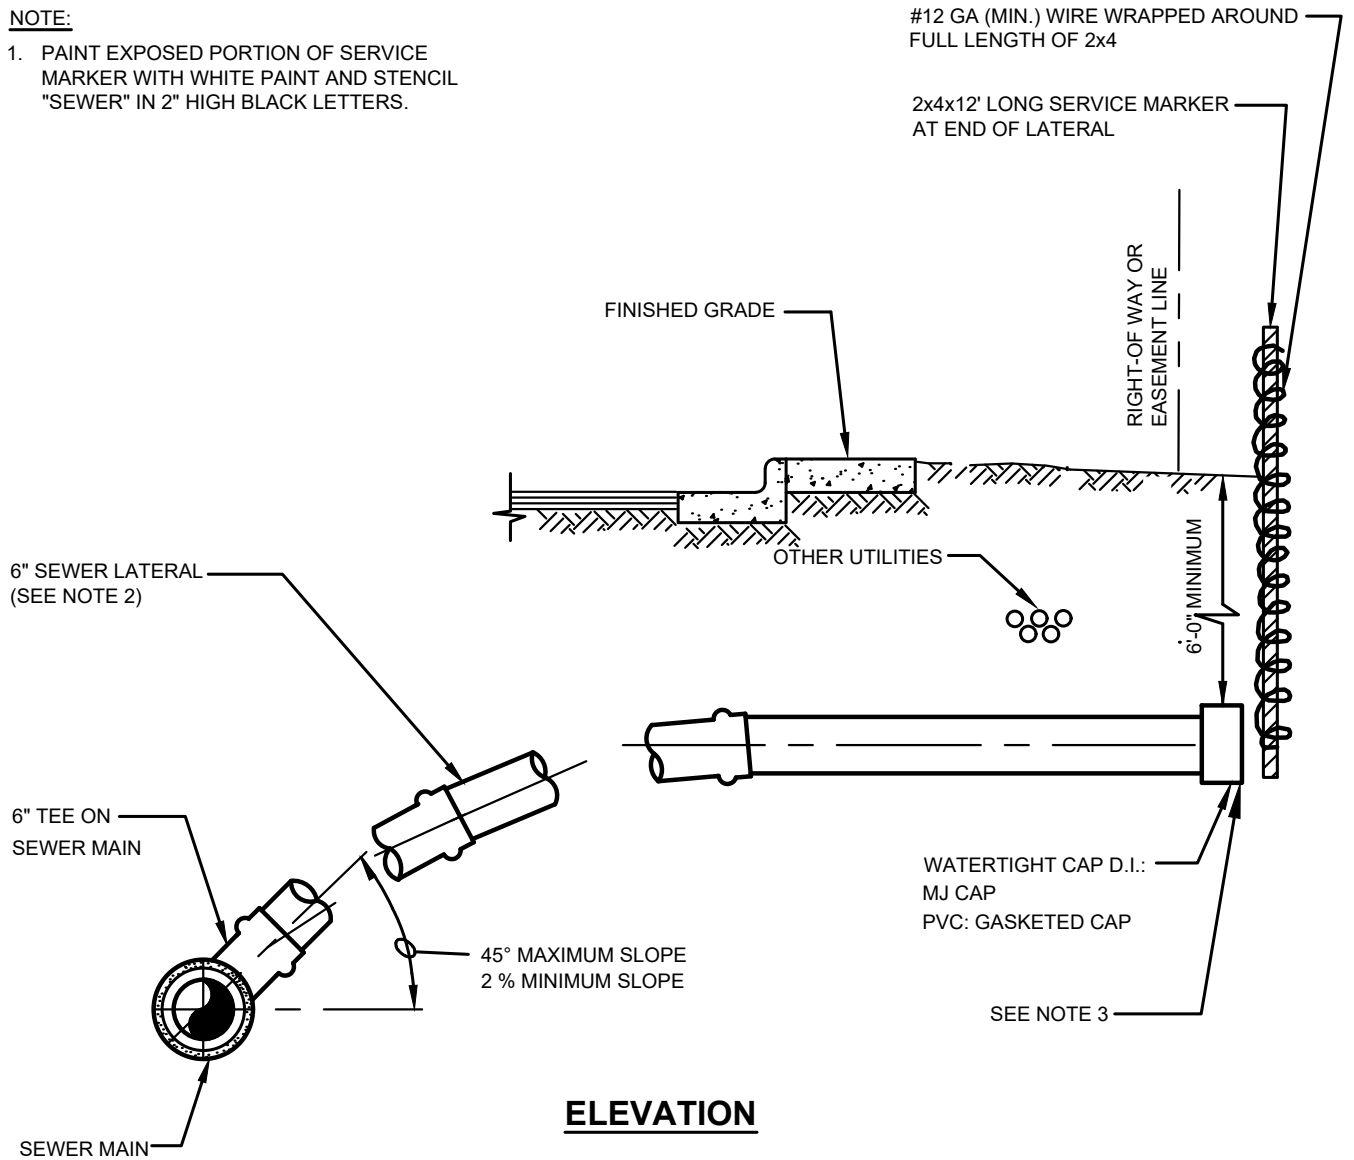 NOTE:
1. PAINT EXPOSED PORTION OF SERVICE
MARKER WITH WHITE PAINT AND STENCIL
"SEWER" IN 2" HIGH BLACK LETTERS.
#12 GA (MIN.) WIRE WRAPPED AROUND
FULL LENGTH OF 2x4
2x4x12' LONG SERVICE MARKER
AT END OF LATERAL
RIGHT-OF WAY OR
EASEMENT LINE
FINISHED GRADE
OTHER UTILITIES
6'-0" MINIMUM
6" SEWER LATERAL
(SEE NOTE 2)
6" TEE ON
SEWER MAIN
45° MAXIMUM SLOPE
2 % MINIMUM SLOPE
WATERTIGHT CAP D.I.:
MJ CAP
PVC: GASKETED CAP
SEE NOTE 3
ELEVATION
SEWER MAIN